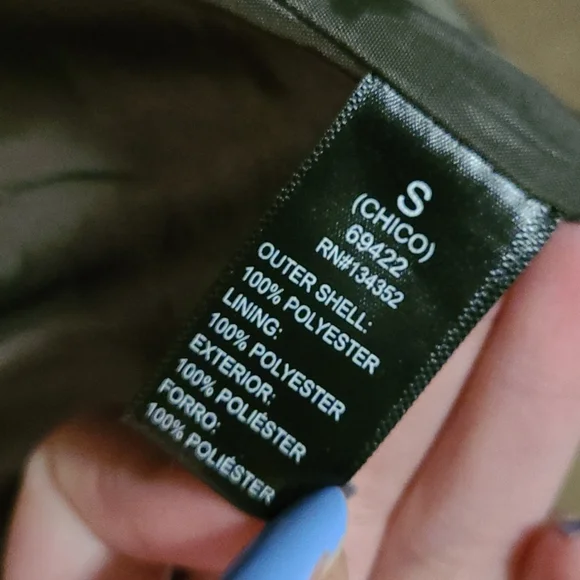 S
(CHICO)
69422
RN#134352
OUTER SHELL:
100% POLYESTER
LINING:
100% POLYESTER
EXTERIOR:
100% POLIÉSTER
FORRO:
100% POLIÉSTER